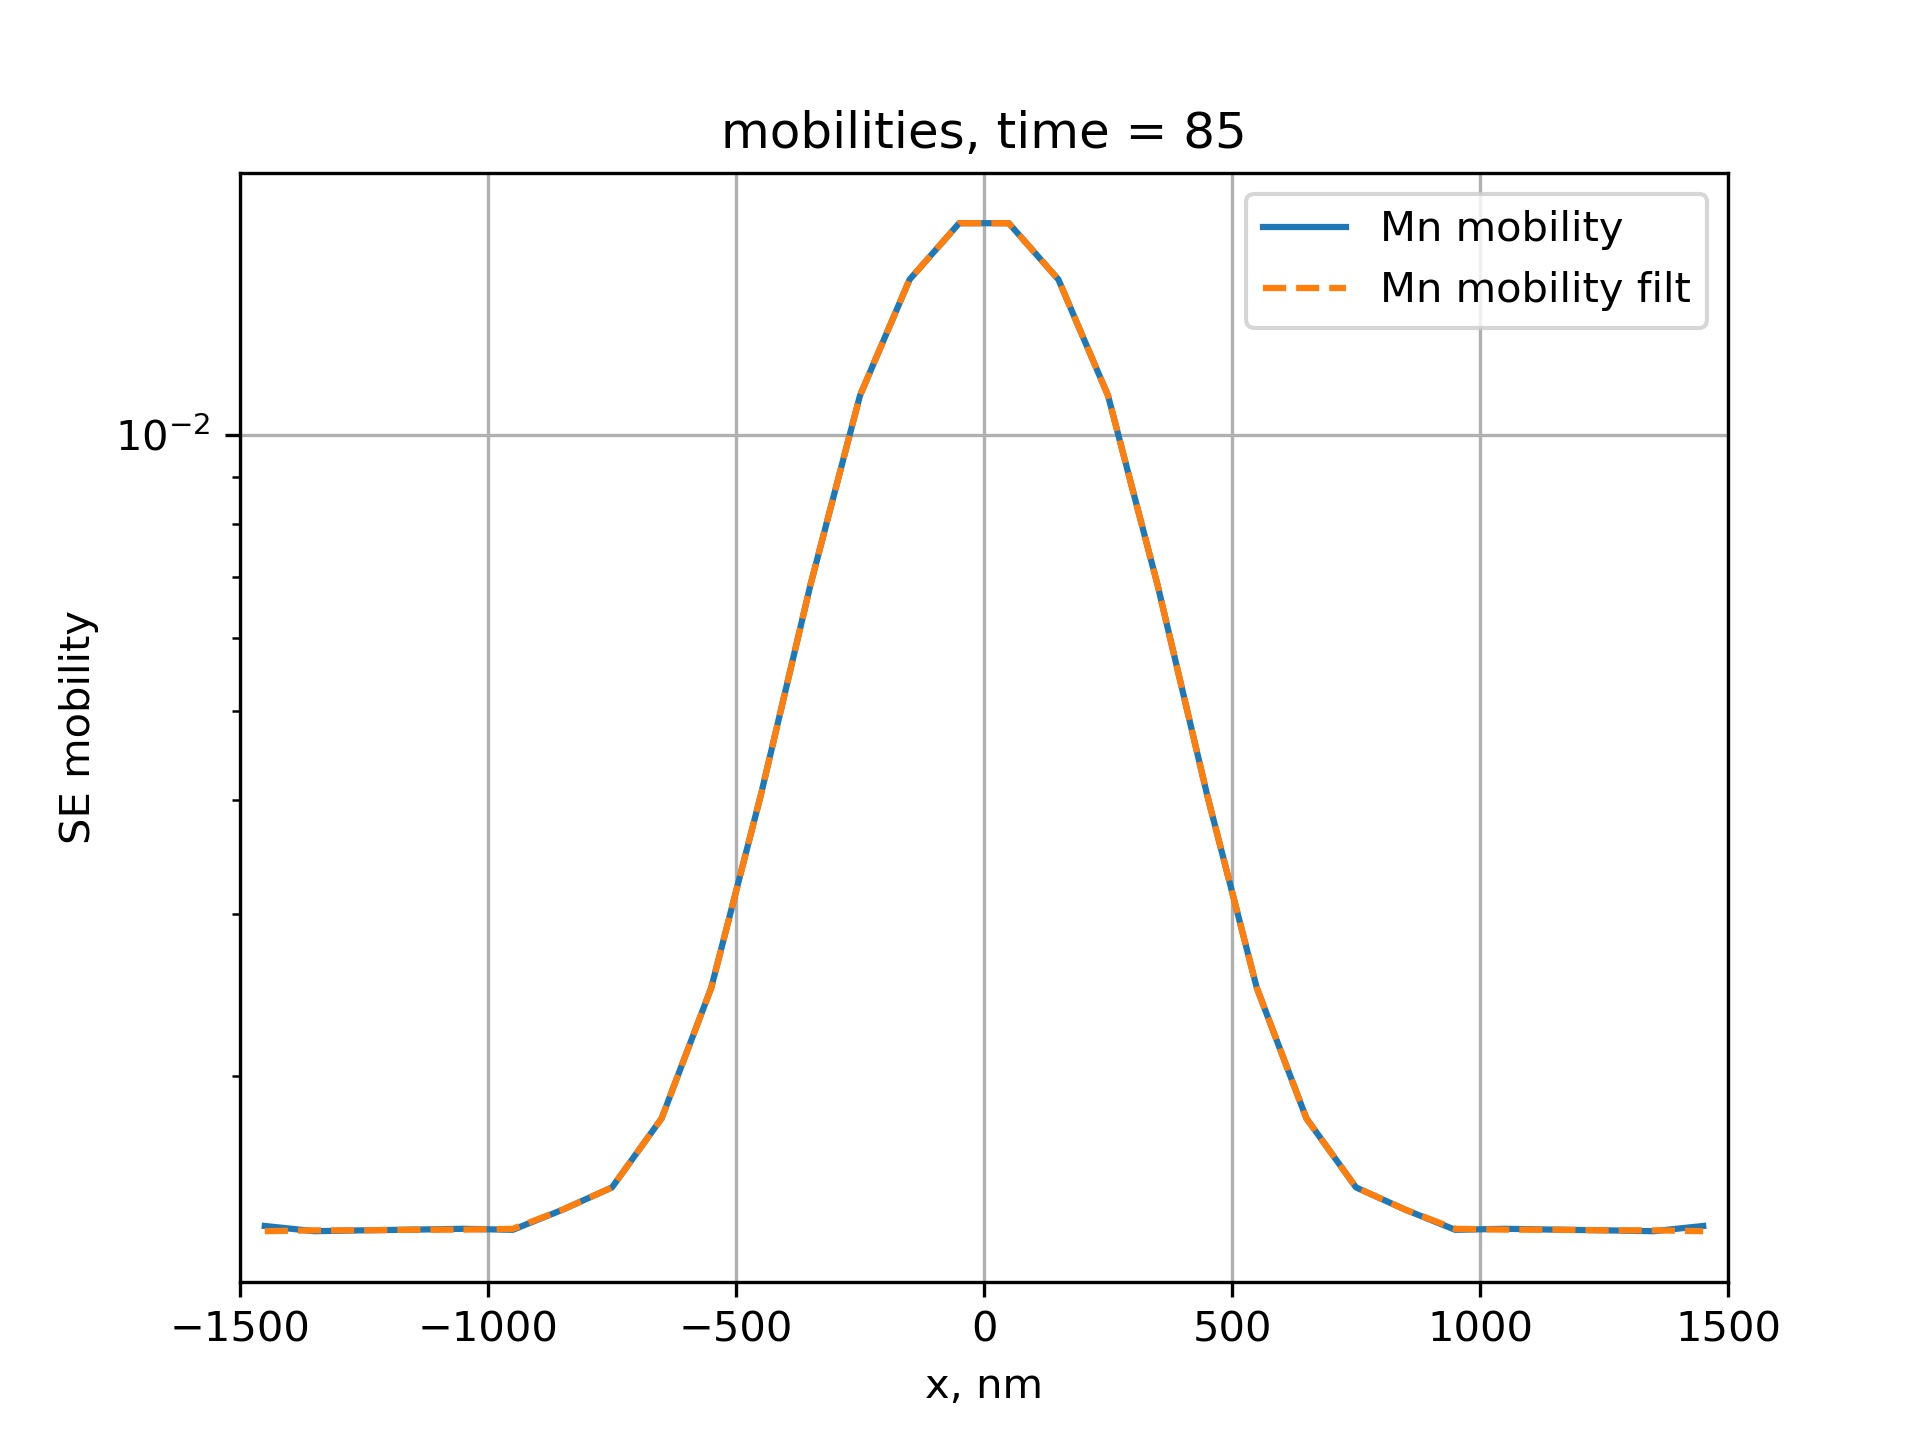 mobilities, time = 85
Mn mobility
Mn mobility filt
10⁻²
SE mobility
−1500 −1000 −500 0 500 1000 1500
x, nm